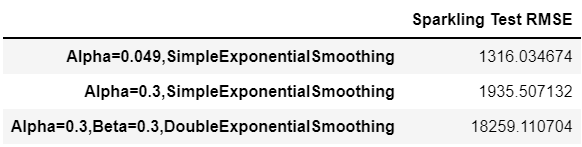 Sparkling Test RMSE
Alpha=0.049,SimpleExponentialSmoothing 1316.034674
Alpha=0.3,SimpleExponentialSmoothing 1935.507132
Alpha=0.3,Beta=0.3,DoubleExponentialSmoothing 18259.110704